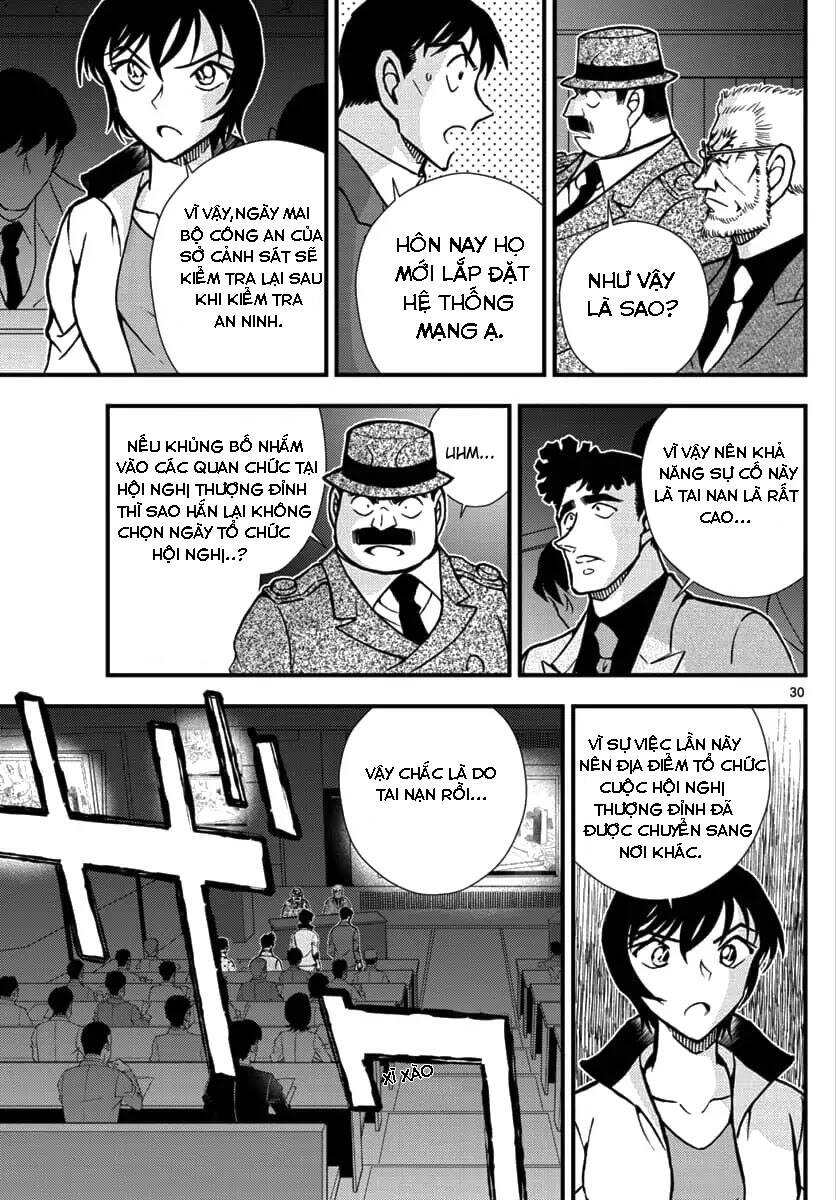 NHƯ VẬY
LÀ SAO?
HÔN NAY HỌ
MỚI LẮP ĐẶT
HỆ THỐNG
MẠNG Ạ.
VÌ VẬY,NGÀY MAI
BỘ CÔNG AN CỦA
SỞ CẢNH SÁT SẼ
KIỂM TRA LẠI SAU
KHI KIỂM TRA
AN NINH.
VÌ VẬY NÊN KHẢ
NĂNG SỰ CỐ NÀY
LÀ TAI NAN LÀ RẤT
CAO...
UHM...
NẾU KHỦNG BỐ NHẮM
VÀO CÁC QUAN CHỨC TẠI
HỘI NGHỊ THƯỢNG ĐỈNH
THÌ SAO HẮN LẠI KHÔNG
CHỌN NGÀY TỔ CHỨC
HỘI NGHỊ..?
30
VÌ SỰ VIỆC LẦN NÀY
NÊN ĐỊA ĐIỂM TỔ CHỨC
CUỘC HỘI NGHỊ
THƯỢNG ĐỈNH ĐÃ
ĐƯỢC CHUYỂN SANG
NƠI KHÁC.
VẬY CHẮC LÀ DO
TAI NẠN RỒI...
XÌ XÀO